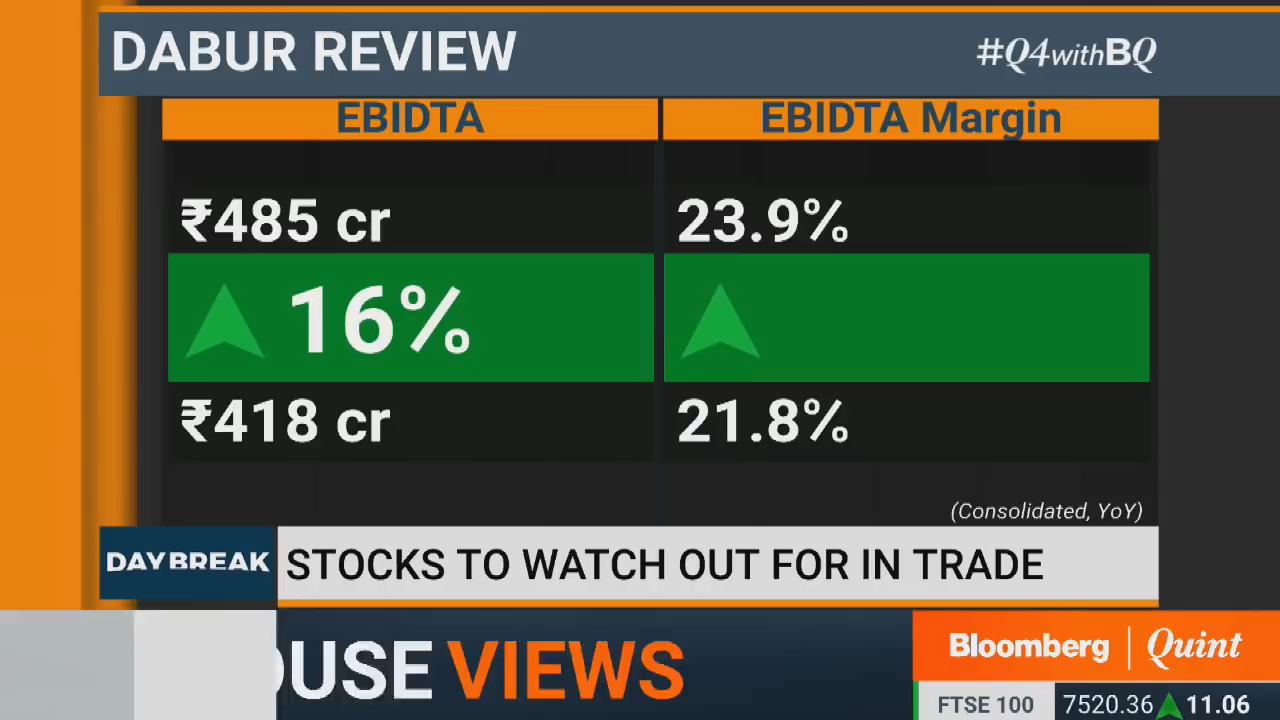 DABUR REVIEW
#Q4withBQ
EBIDTA
EBIDTA Margin
₹485 cr
23.9%
16%
₹418 cr
21.8%
(Consolidated, YoY)
DAYBREAK
STOCKS TO WATCH OUT FOR IN TRADE
VIEWS
Bloomberg | Quint
FTSE 100 7520.36 11.06